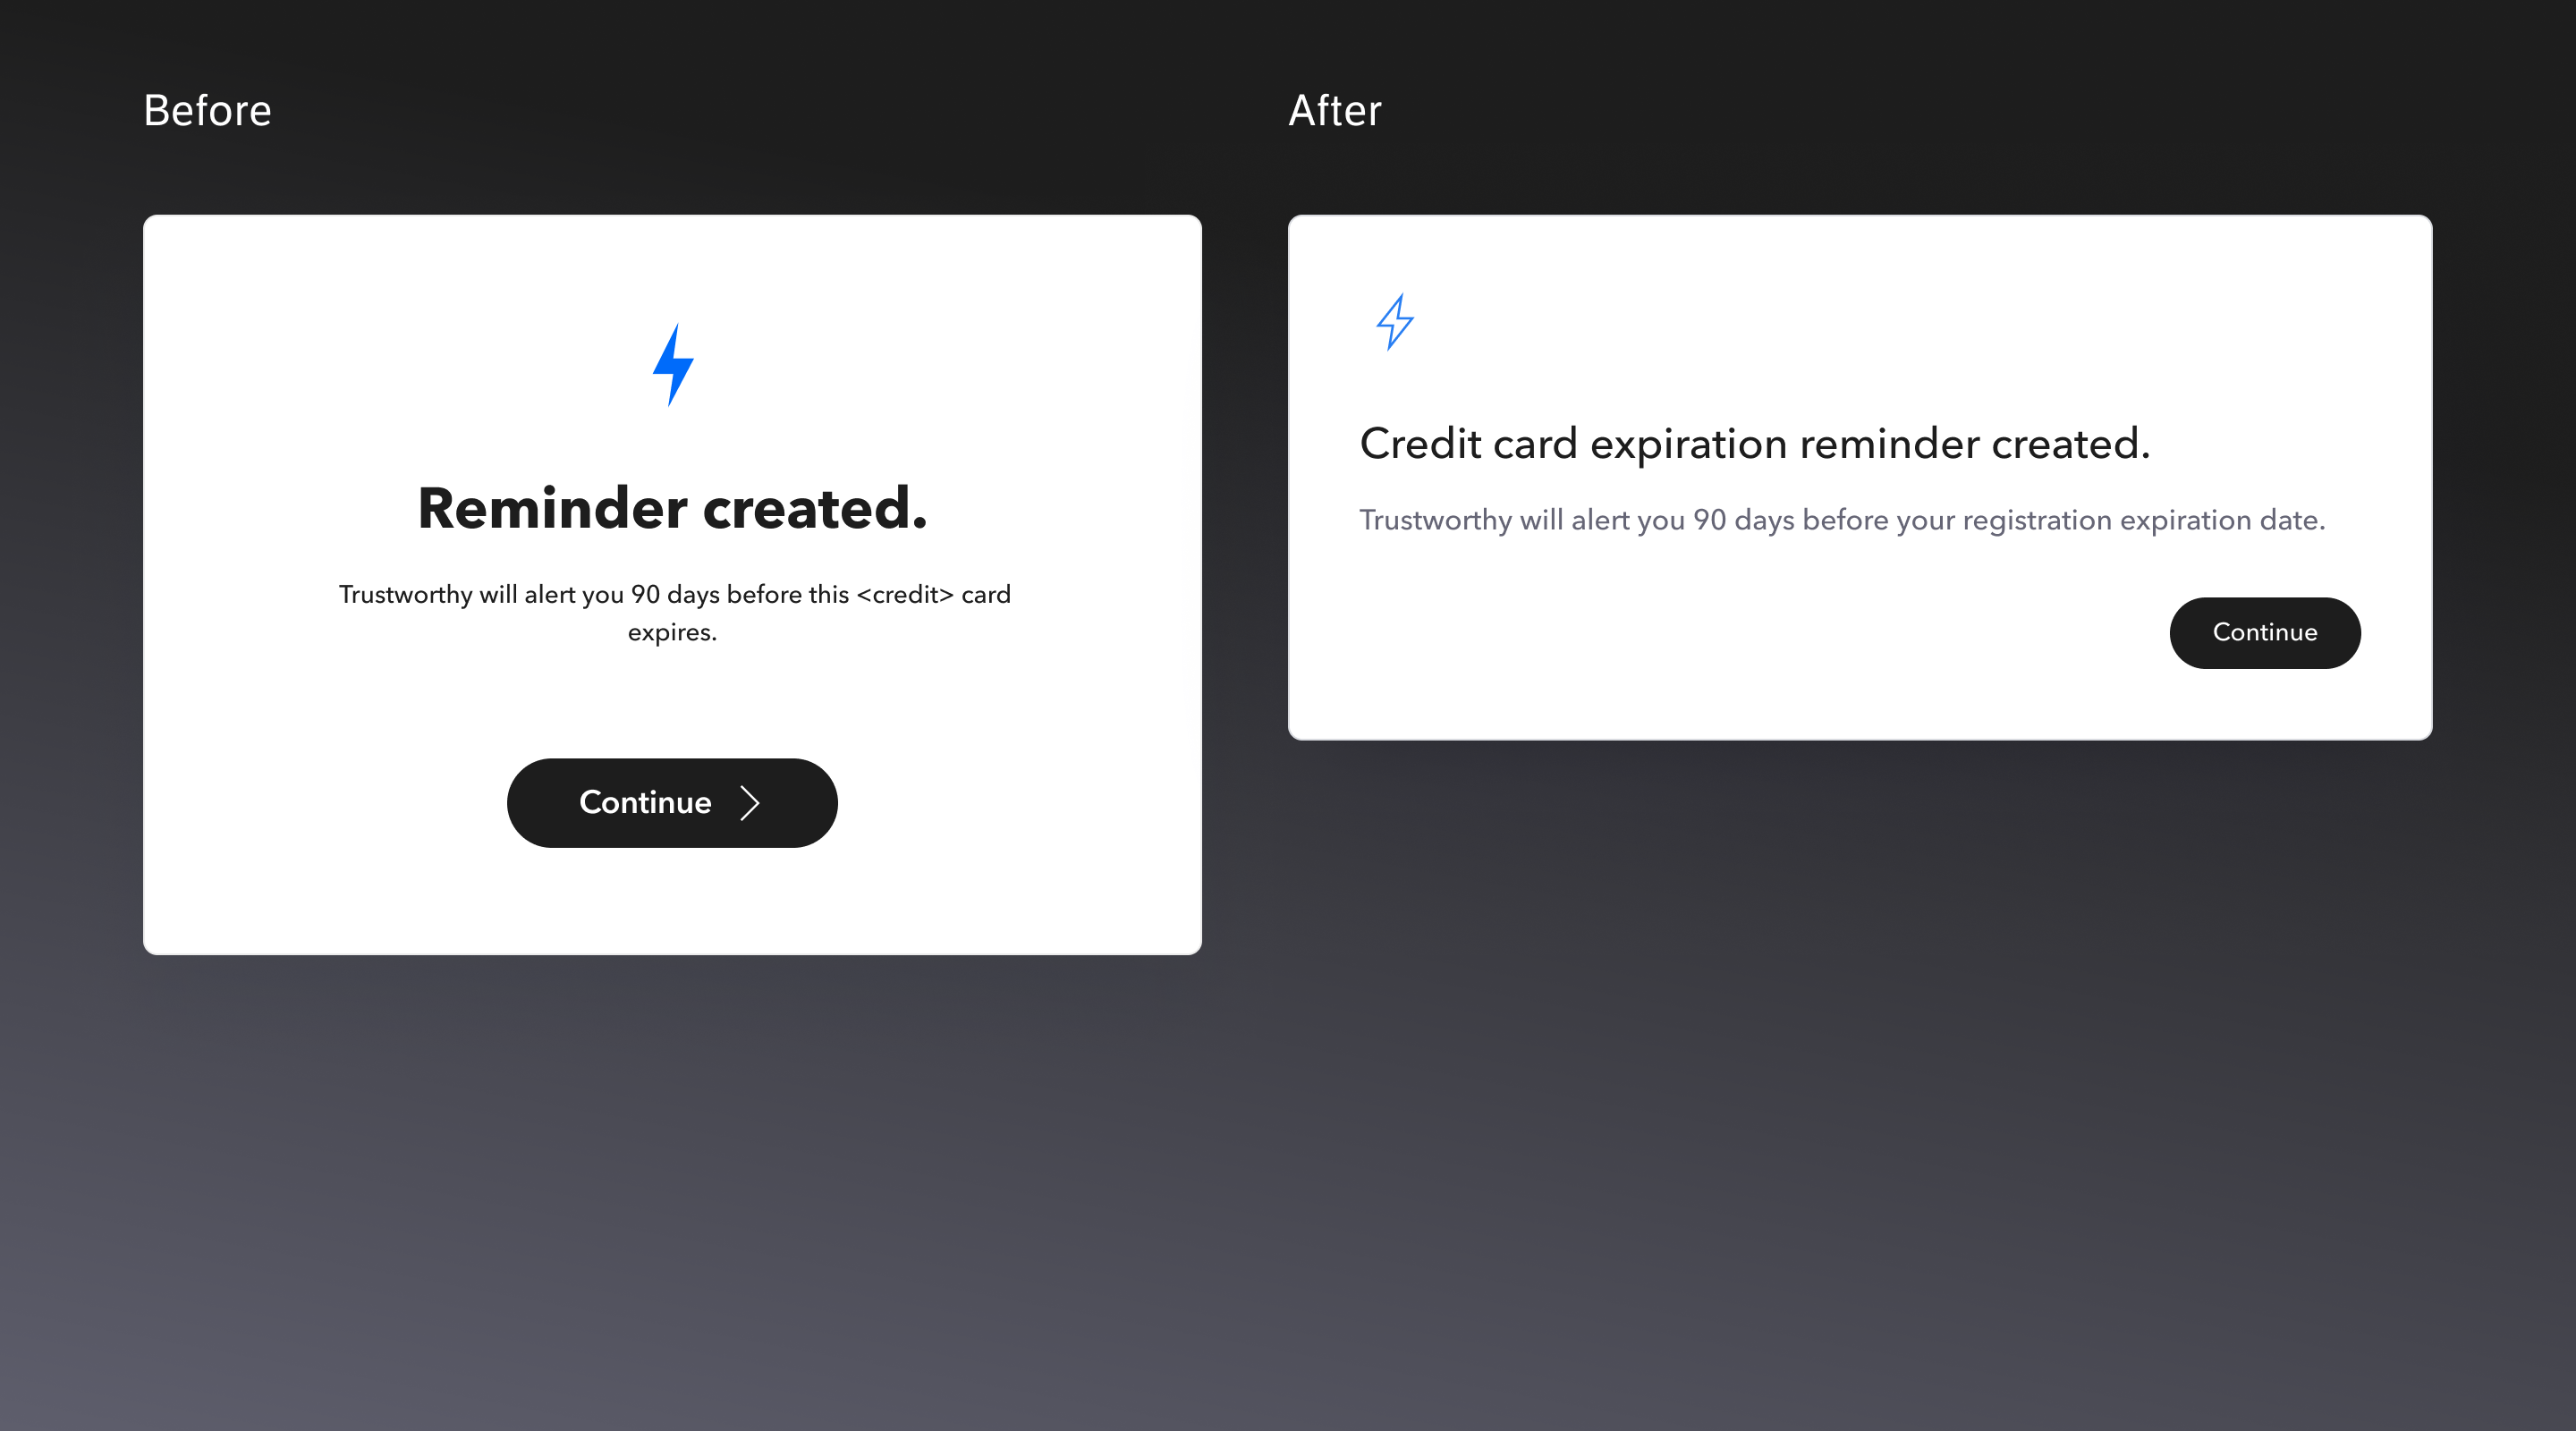 Before
After
Reminder created.
Trustworthy will alert you 90 days before this <credit> card
expires.
Continue
Credit card expiration reminder created.
Trustworthy will alert you 90 days before your registration expiration date.
Continue